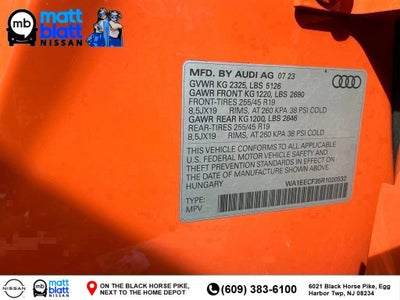 mb
matt
blatt
NISSAN
MFD. BY AUDI AG 07 23
GVWR KG 2325, LBS 5126
GAWR FRONT KG 1220, LBS 2690
FRONT-TIRES 255/45 R19
8,5JX19 RIMS, AT 260 KPA 38 PSI COLD
GAWR REAR KG1200, LBS 2646
REAR-TIRES 255/45 R19
8,5JX19 RIMS, AT 260 KPA 38 PSI COLD
THIS VEHICLE CONFORMS TO ALL APPLICABLE
U.S. FEDERAL MOTOR VEHICLE SAFETY STANDARDS
IN EFFECT ON THE DATE OF MANUFACTURE SHOWN ABOVE
HUNGARY WA1EECF36R1020532
TYPE:
MPV
NISSAN
mb
matt
blatt
NISSAN
ON THE BLACK HORSE PIKE,
NEXT TO THE HOME DEPOT
(609) 383-6100
6021 Black Horse Pike, Egg
Harbor Twp, NJ 08234